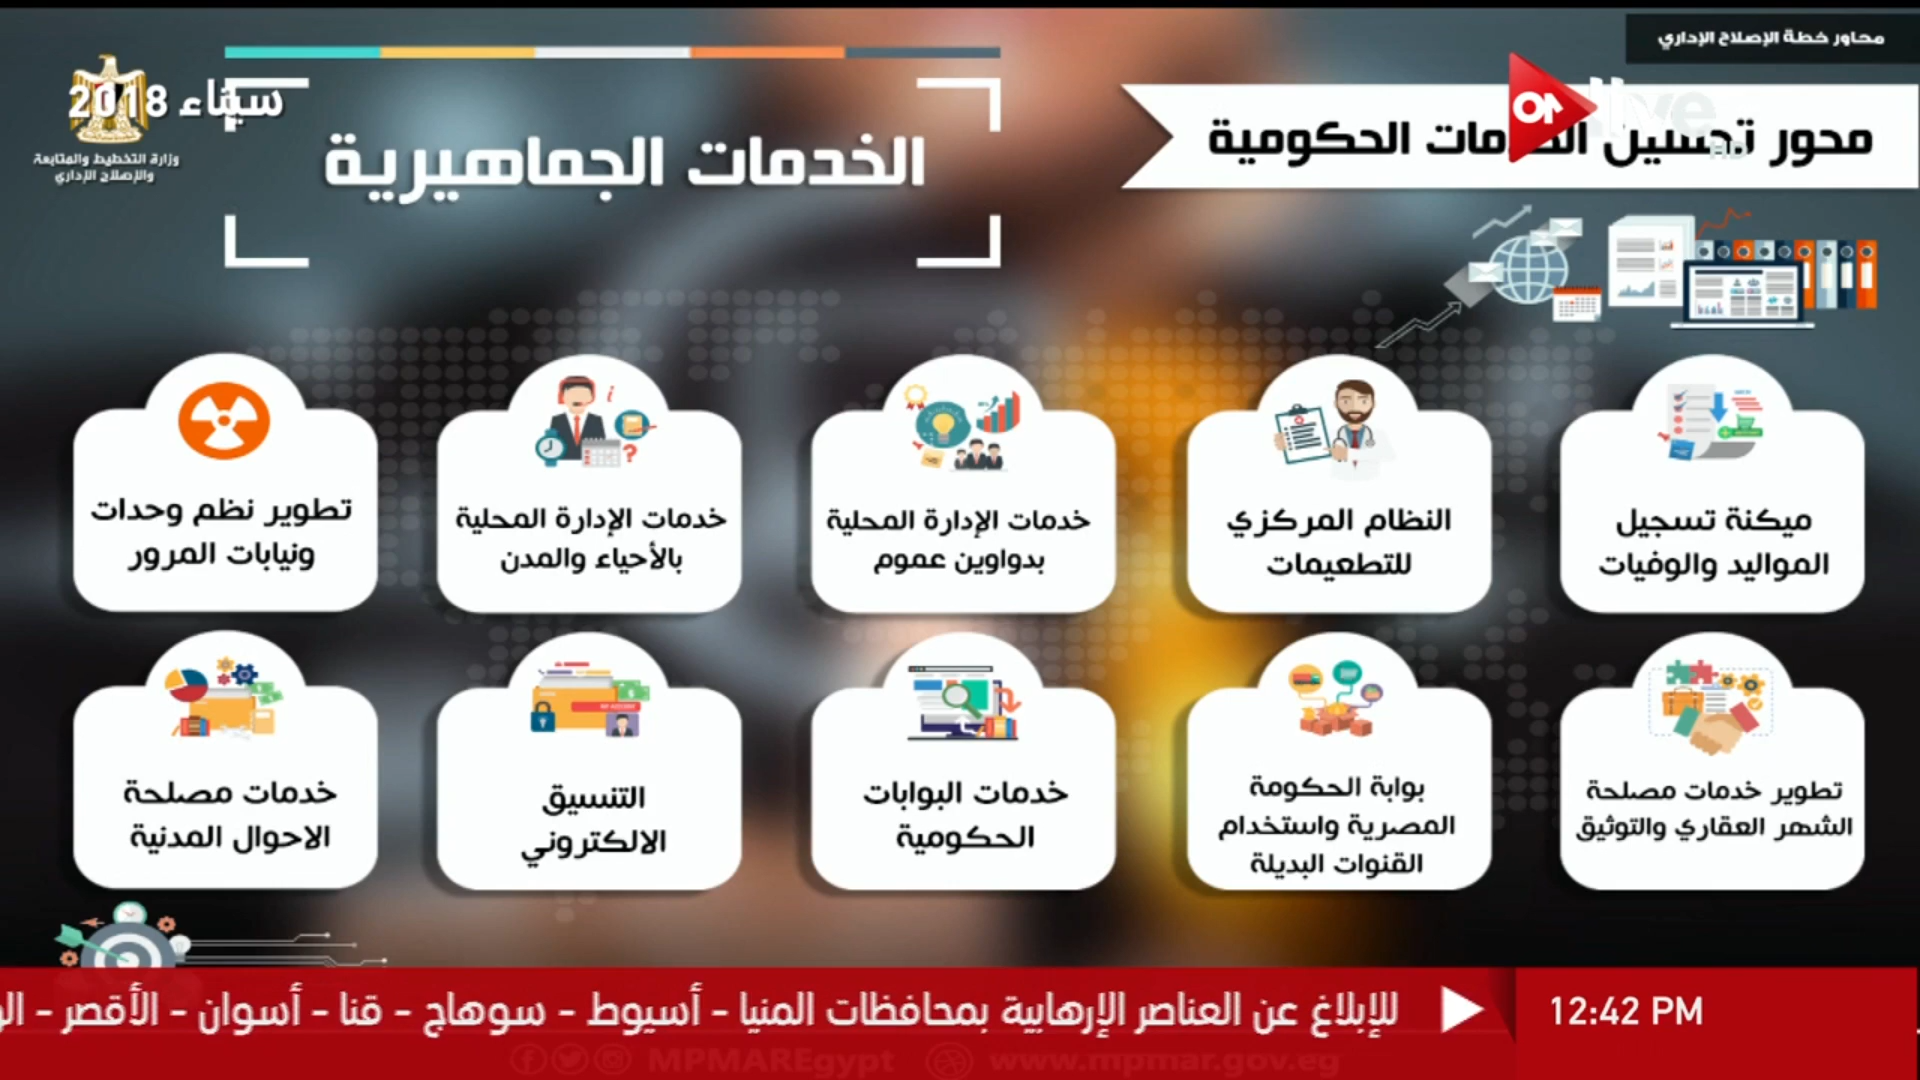 محاور خطة الإصلاح الإداري
محور تحسين الخدمات الحكومية
ON live
HD
سيناء 2018
وزارة التخطيط والمتابعة
والإصلاح الإداري
الخدمات الجماهيرية
ميكنة تسجيل
المواليد والوفيات
النظام المركزي
للتطعيمات
خدمات الإدارة المحلية
بدواوين عموم
خدمات الإدارة المحلية
بالأحياء والمدن
تطوير نظم وحدات
ونيابات المرور
تطوير خدمات مصلحة
الشهر العقاري والتوثيق
بوابة الحكومة
المصرية واستخدام
القنوات البديلة
خدمات البوابات
الحكومية
التنسيق
الالكتروني
خدمات مصلحة
الاحوال المدنية
12:42 PM
للإبلاغ عن العناصر الإرهابية بمحافظات المنيا - أسيوط - سوهاج - قنا - أسوان - الأقصر -
MPMAREgypt www.mpmar.gov.eg